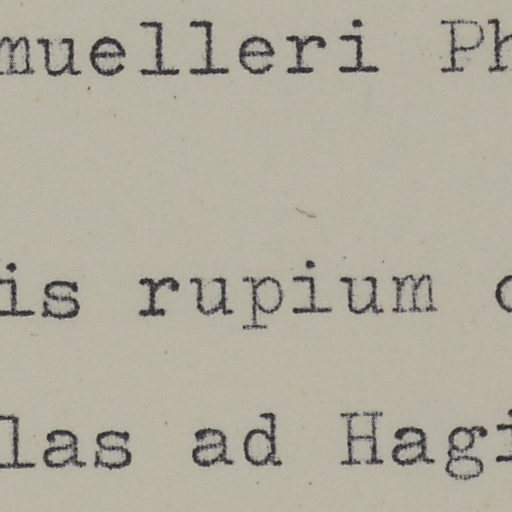 muelleri Ph
is rupium c
las ad Hagi